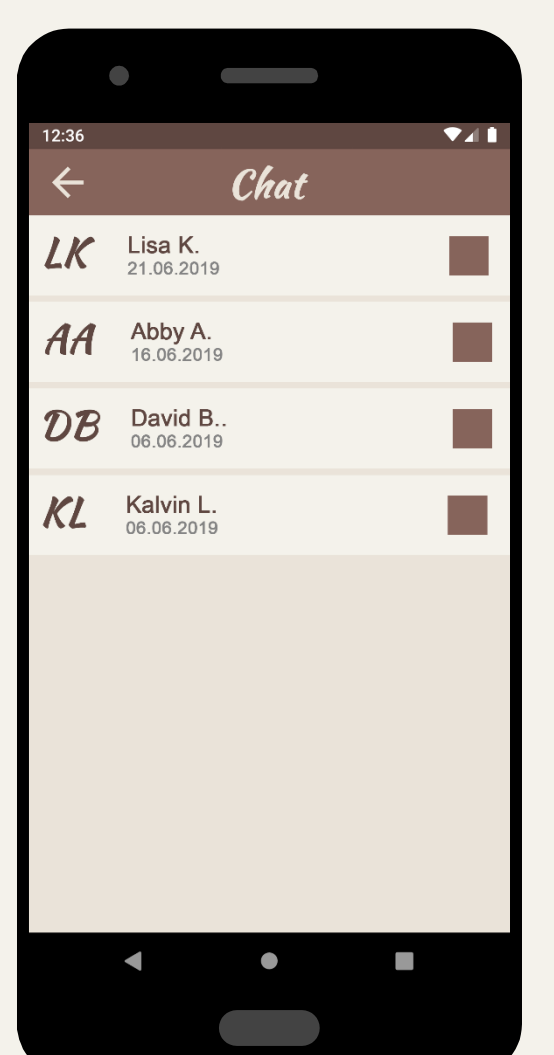 12:36
Chat
LK
Lisa K.
21.06.2019
AA
Abby A.
16.06.2019
DB
David B..
06.06.2019
KL
Kalvin L.
06.06.2019